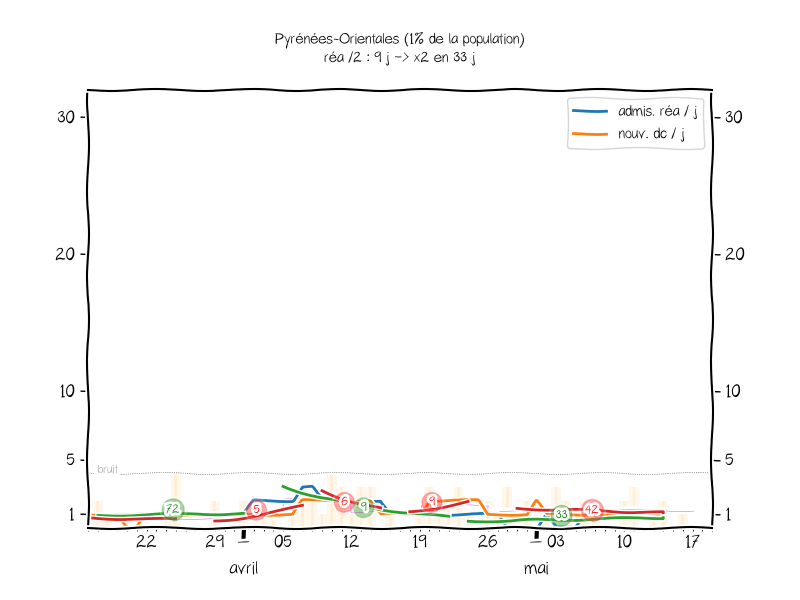 Pyrénées-Orientales (1% de la population)
réa /2 : 9 j -> x2 en 33 j
admis. réa / j
nouv. dc / j
30 30
20 20
10 10
5 5
1 1
bruit
72 5 6 9 9 33 42
22 29 05 12 19 26 03 10 17
avril mai